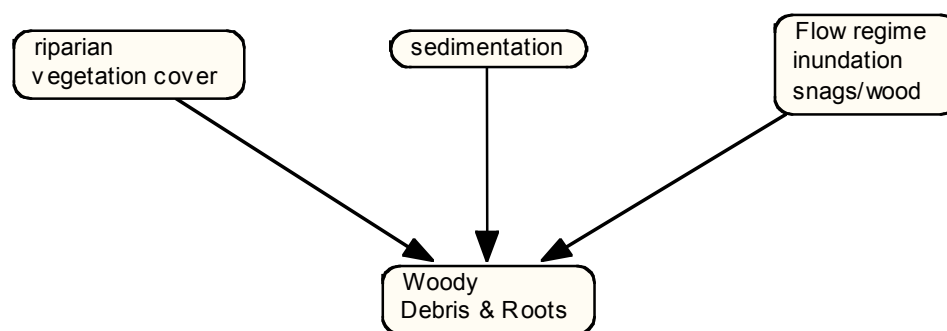 riparian
vegetation cover
sedimentation
Flow regime
inundation
snags/wood
Woody
Debris & Roots